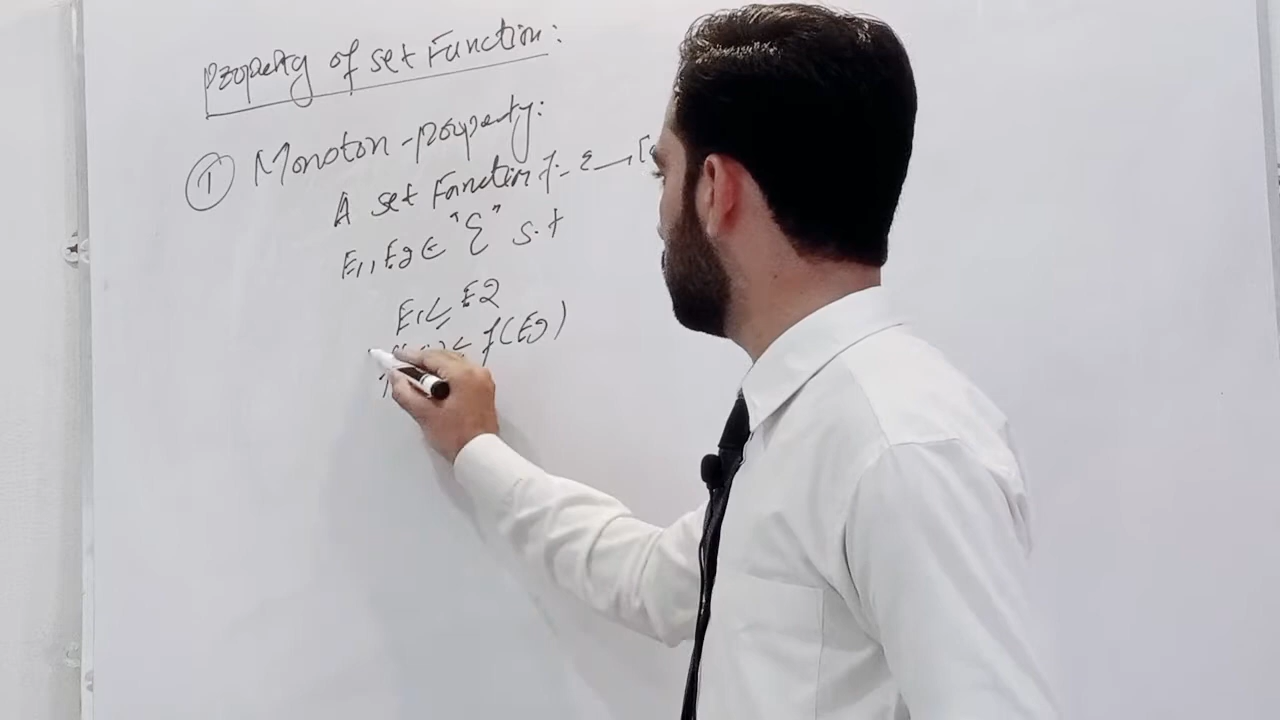 Property of set Function:
① Monoton-property:
A set Function f:- ε→[
E1, E2 ∈ "ξ" s.t
E1 ⊆ E2
≤ f(E2)